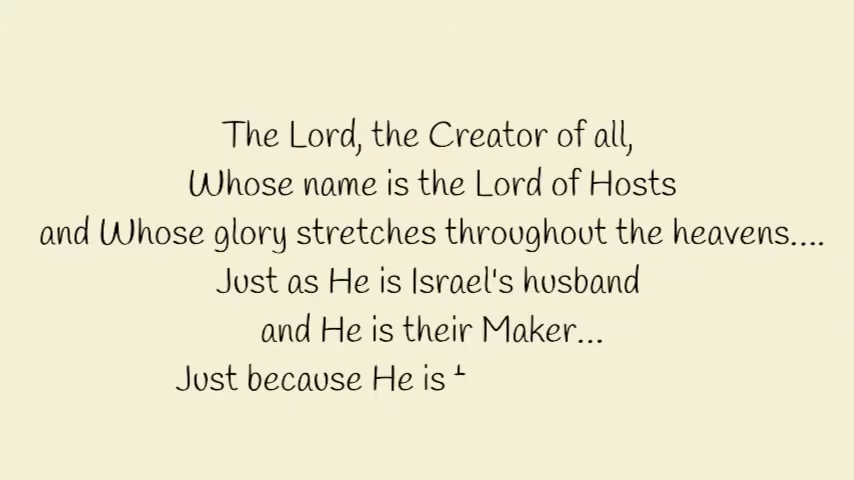 The Lord, the Creator of all,
Whose name is the Lord of Hosts
and Whose glory stretches throughout the heavens....
Just as He is Israel's husband
and He is their Maker...
Just because He is